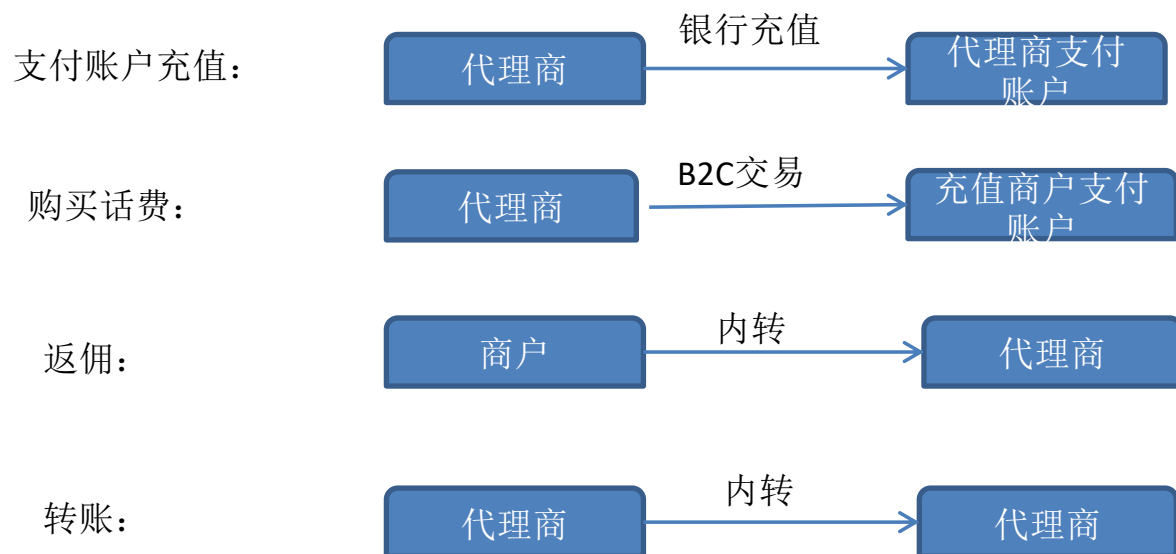 支付账户充值： 代理商 银行充值 代理商支付
账户
购买话费： 代理商 B2C交易 充值商户支付
账户
返佣： 商户 内转 代理商
转账： 代理商 内转 代理商